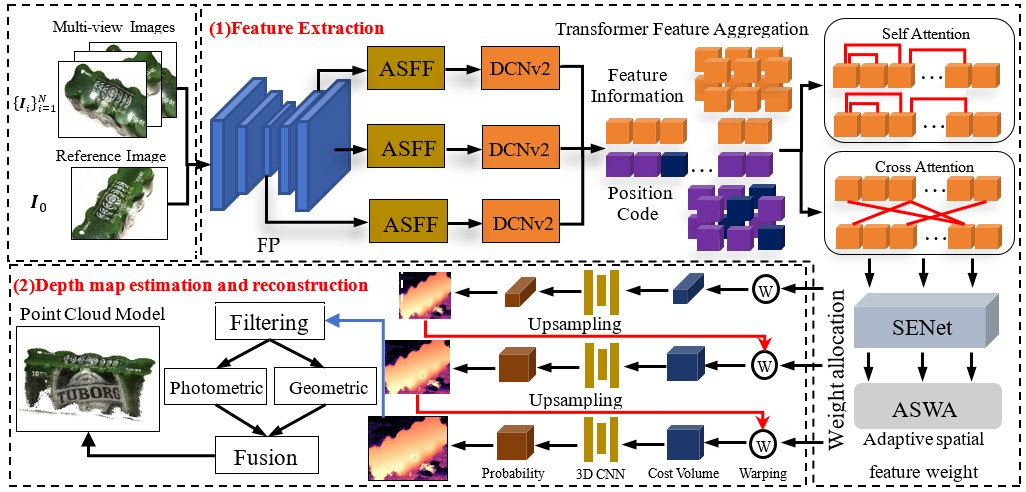 Multi-view Images
{I_i}_{i=1}^N
Reference Image
I_0
(1)Feature Extraction
FP
ASFF
DCNv2
ASFF
DCNv2
ASFF
DCNv2
Transformer Feature Aggregation
Feature
Information
...
Position
Code
Self Attention
...
...
Cross Attention
...
...
SENet
ASWA
Adaptive spatial
feature weight
Weight allocation
(2)Depth map estimation and reconstruction
Point Cloud Model
TUBORG
Filtering
Photometric
Geometric
Fusion
W
Upsampling
W
Upsampling
W
Probability
3D CNN
Cost Volume
Warping